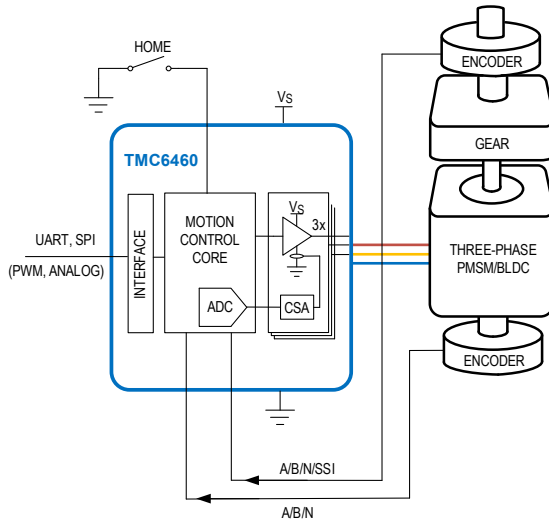 HOME
ENCODER
VS
TMC6460
GEAR
UART, SPI
(PWM, ANALOG)
INTERFACE
MOTION
CONTROL
CORE
VS
3x
THREE-PHASE
PMSM/BLDC
ADC
CSA
ENCODER
A/B/N/SSI
A/B/N